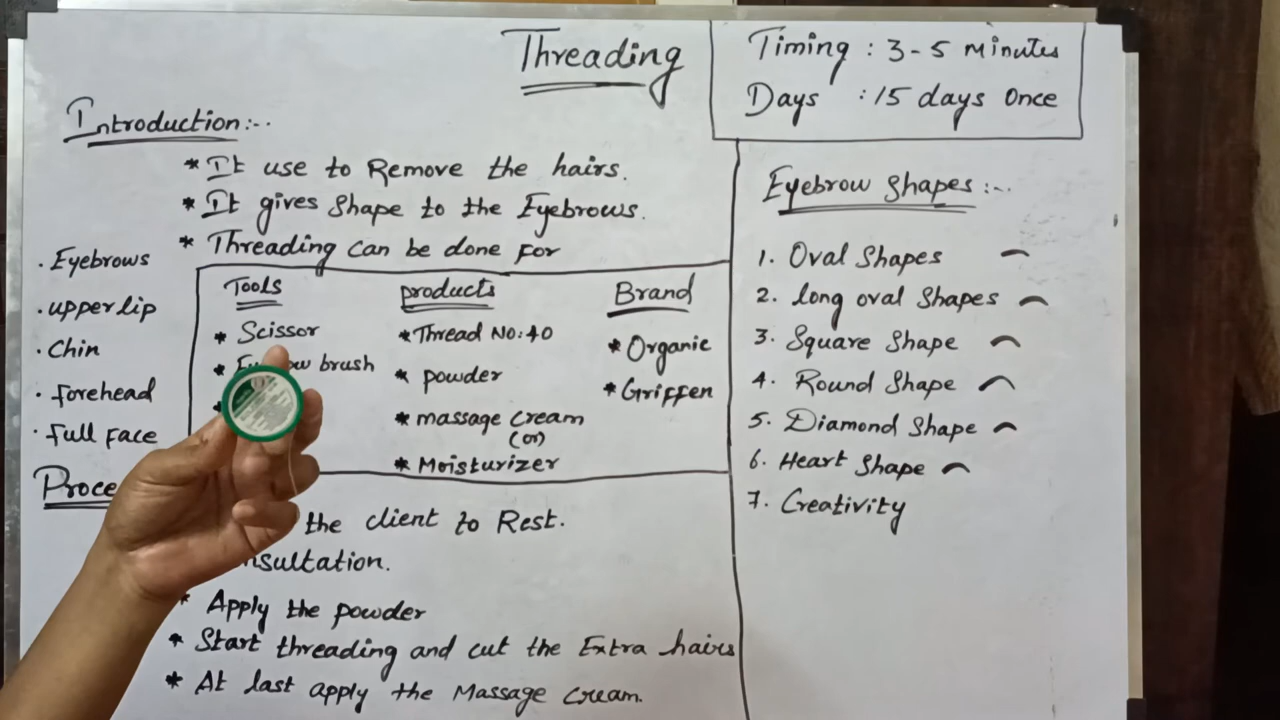 Threading
Timing : 3-5 Minutes
Days : 15 days Once
Introduction:-..
* It use to Remove the hairs.
* It gives shape to the Eyebrows.
* Threading can be done for
. Eyebrows
. upper lip
. Chin
. forehead
. full face
Tools
* Scissor
brush
products
* Thread No:40
* powder
* massage cream
(or)
* Moisturizer
Brand
* Organic
* Griffen
the client to Rest.
* Apply the powder
* Start threading and cut the Extra hairs
* At last apply the Massage cream.
Eyebrow shapes:-..
1. Oval Shapes
2. long oval shapes
3. Square shape
4. Round Shape
5. Diamond Shape
6. Heart Shape
7. Creativity